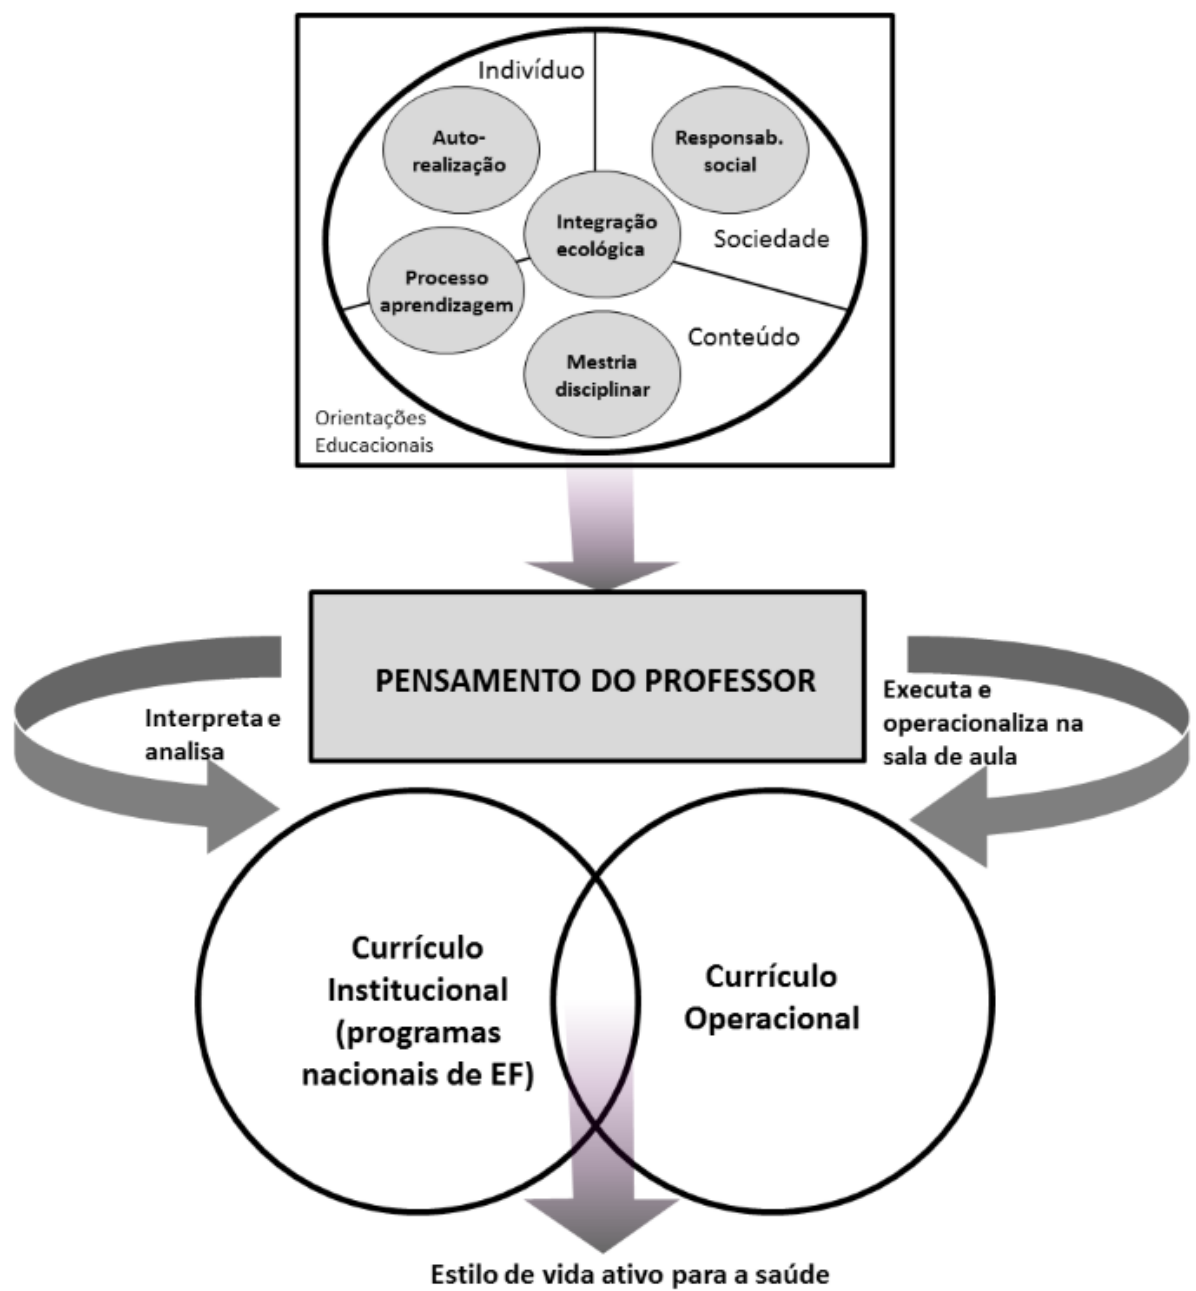 Indivíduo
Auto-
realização
Responsab.
social
Integração
ecológica
Sociedade
Processo
aprendizagem
Conteúdo
Mestria
disciplinar
Orientações
Educacionais
PENSAMENTO DO PROFESSOR
Interpreta e
analisa
Executa e
operacionaliza na
sala de aula
Currículo
Institucional
(programas
nacionais de EF)
Currículo
Operacional
Estilo de vida ativo para a saúde